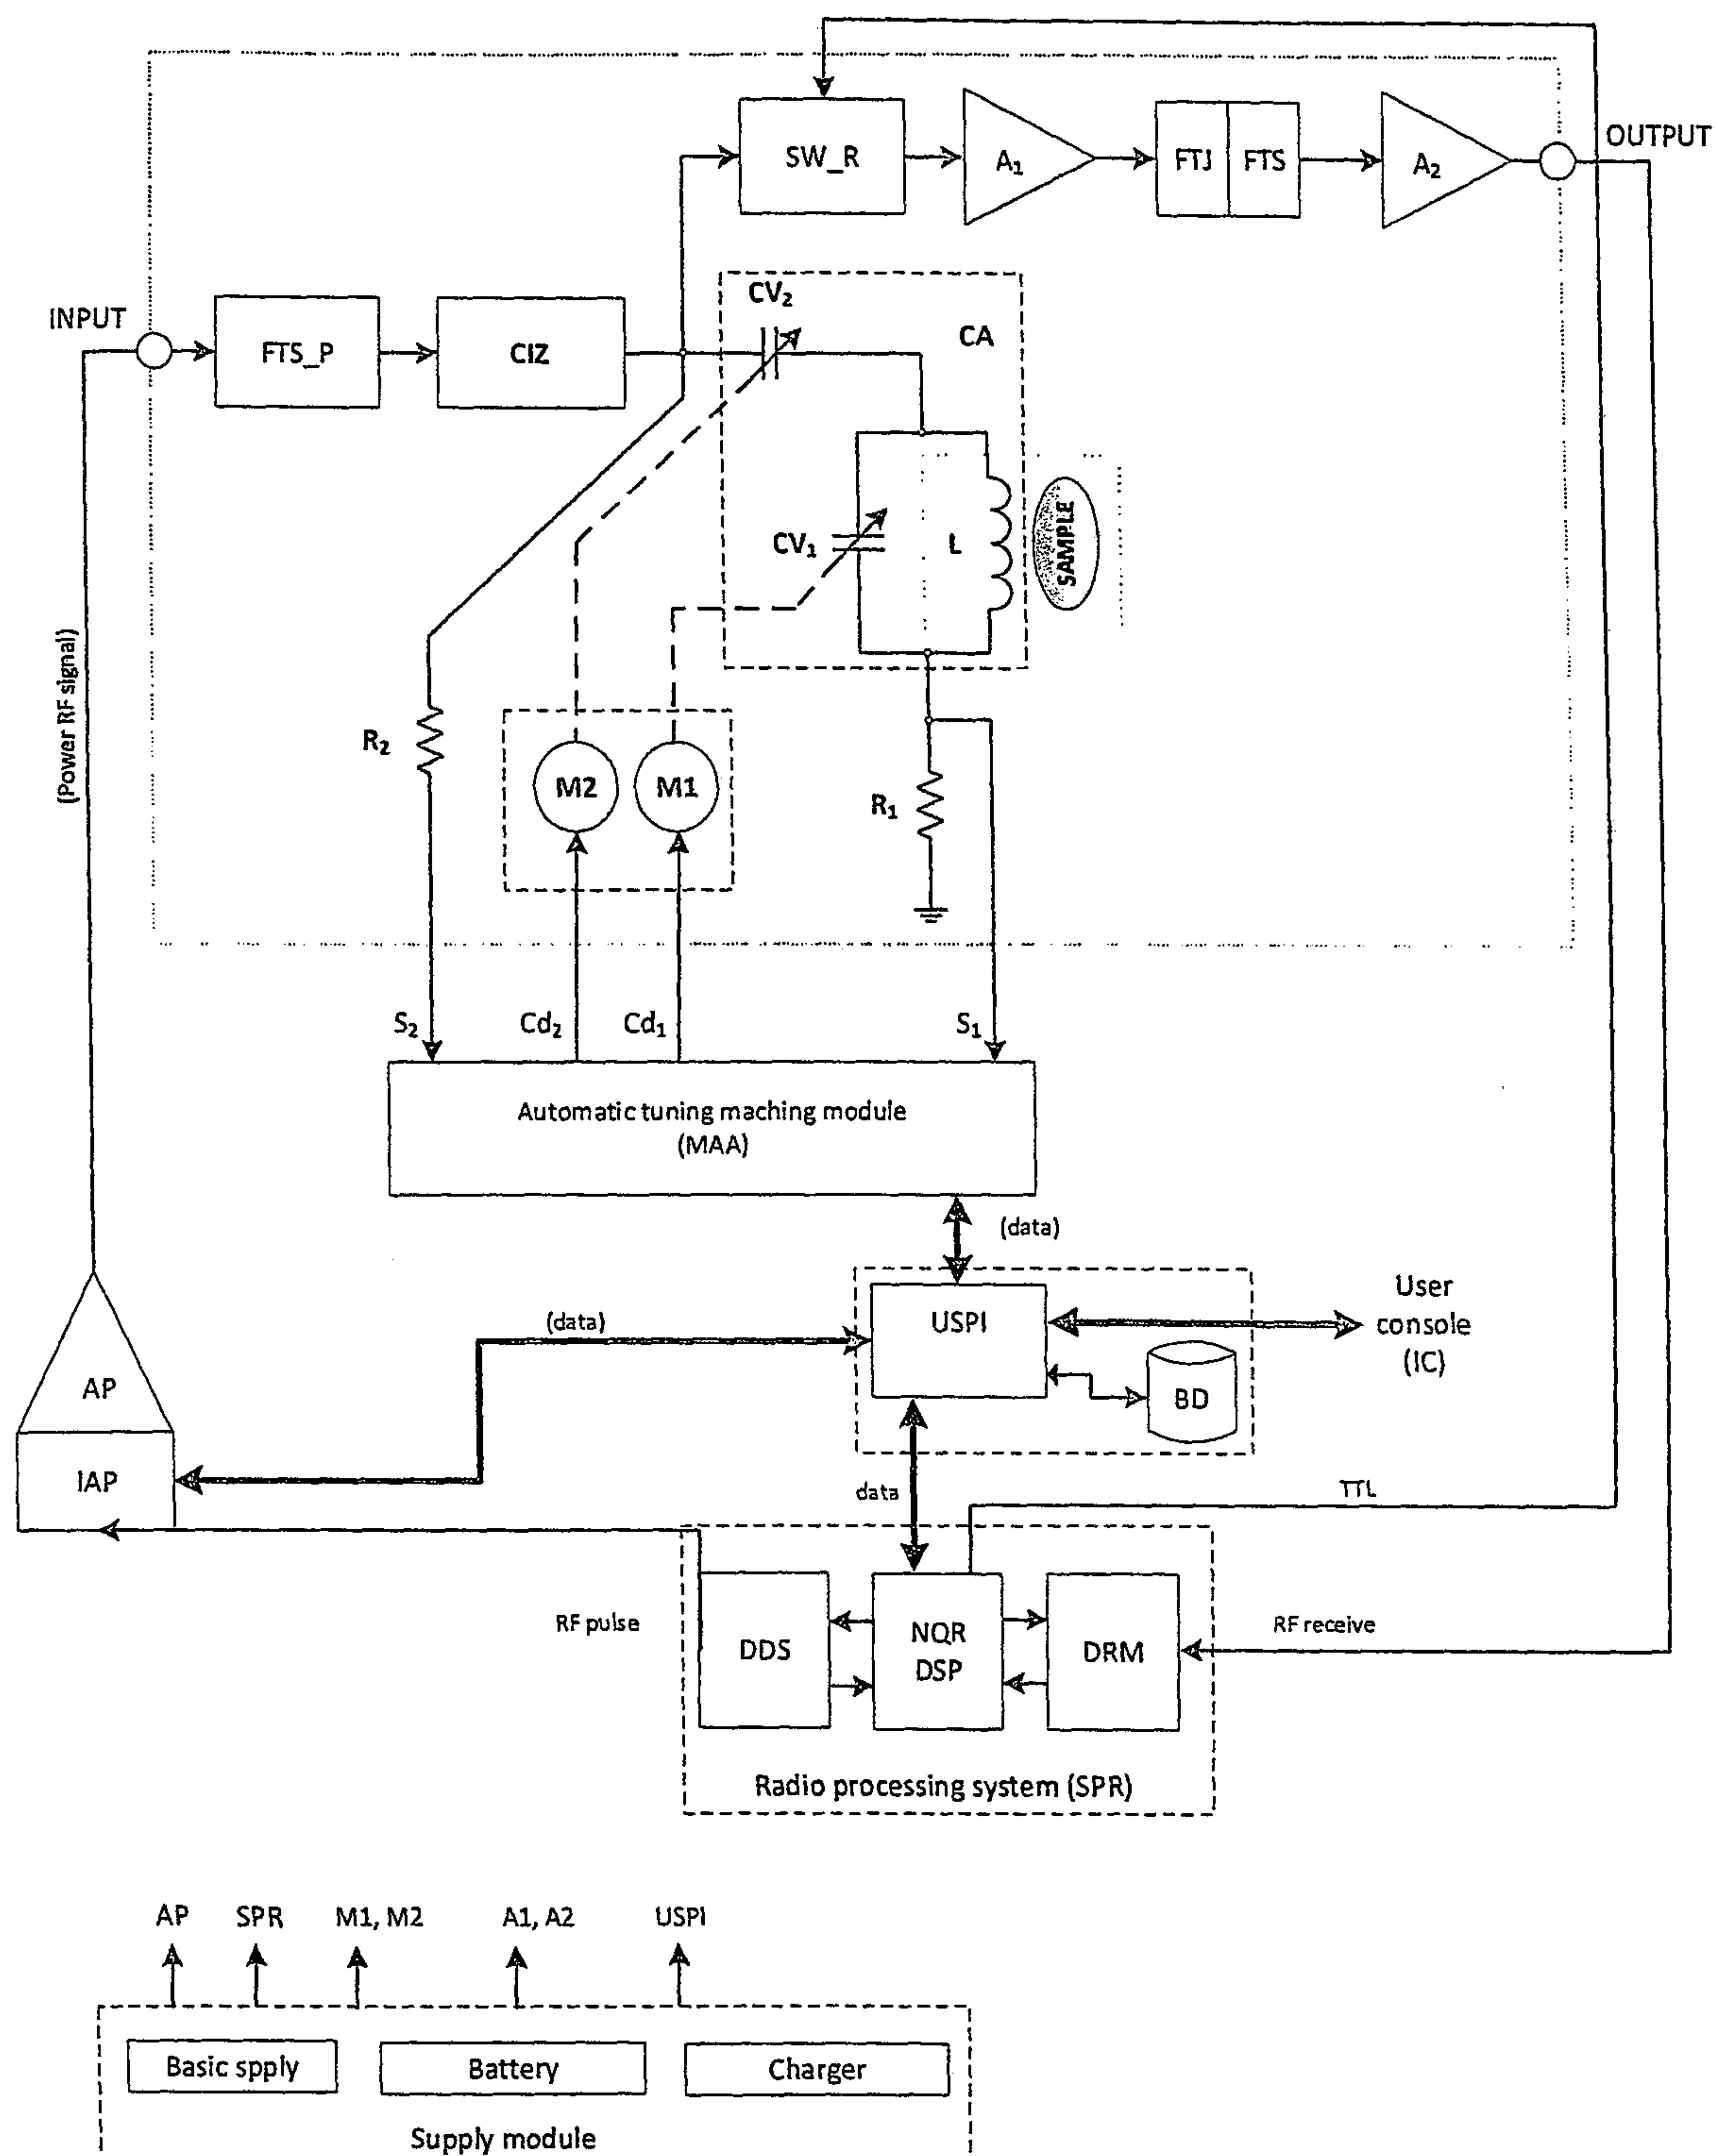 OUTPUT
SW_R
A₁
FTJ
FTS
A₂
INPUT
FTS_P
CIZ
CV₂
CA
CV₁
L
SAMPLE
(Power RF signal)
R₂
M2
M1
R₁
S₂
Cd₂
Cd₁
S₁
Automatic tuning maching module
(MAA)
(data)
(data)
USPI
User
console
(IC)
BD
AP
IAP
data
TTL
RF pulse
DDS
NQR
DSP
DRM
RF receive
Radio processing system (SPR)
AP
SPR
M1, M2
A1, A2
USPI
Basic spply
Battery
Charger
Supply module